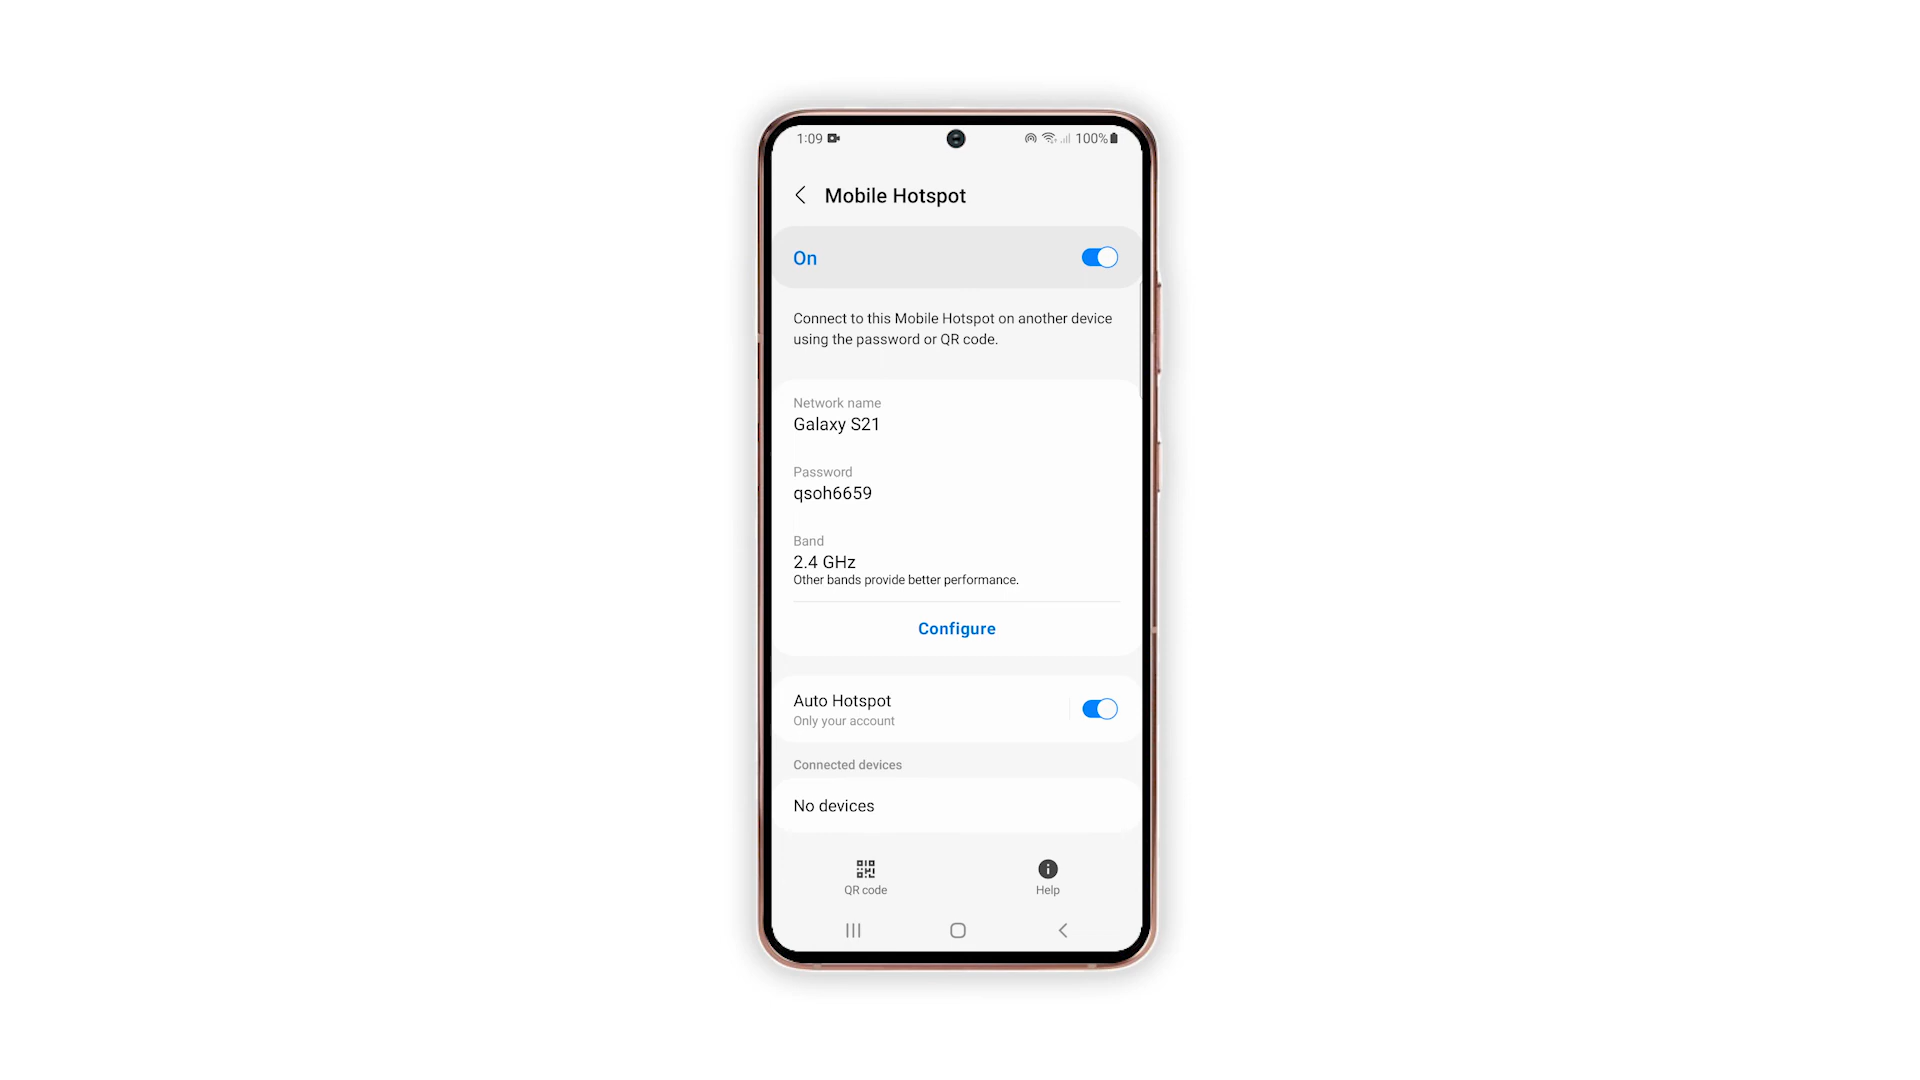 1:09 100%
Mobile Hotspot
On
Connect to this Mobile Hotspot on another device
using the password or QR code.
Network name
Galaxy S21
Password
qsoh6659
Band
2.4 GHz
Other bands provide better performance.
Configure
Auto Hotspot
Only your account
Connected devices
No devices
QR code Help